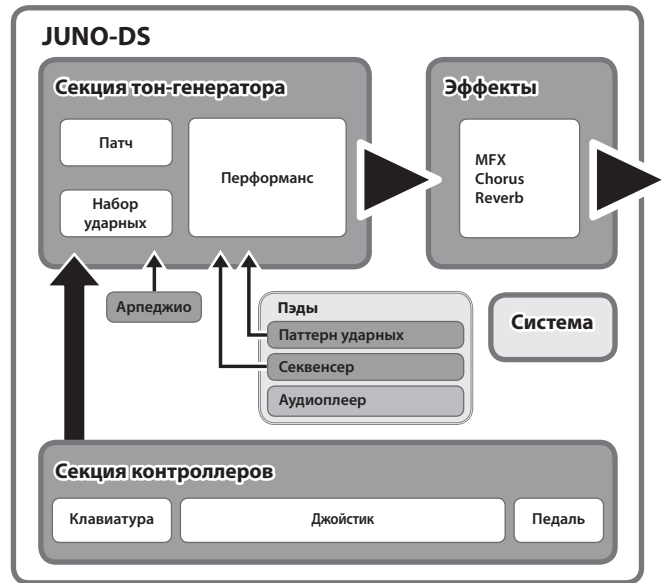 JUNO-DS
Секция тон-генератора
Эффекты
Патч
Набор
ударных
Перформанс
MFX
Chorus
Reverb
Арпеджио
Пэды
Паттерн ударных
Секвенсер
Аудиоплеер
Система
Секция контроллеров
Клавиатура
Джойстик
Педаль